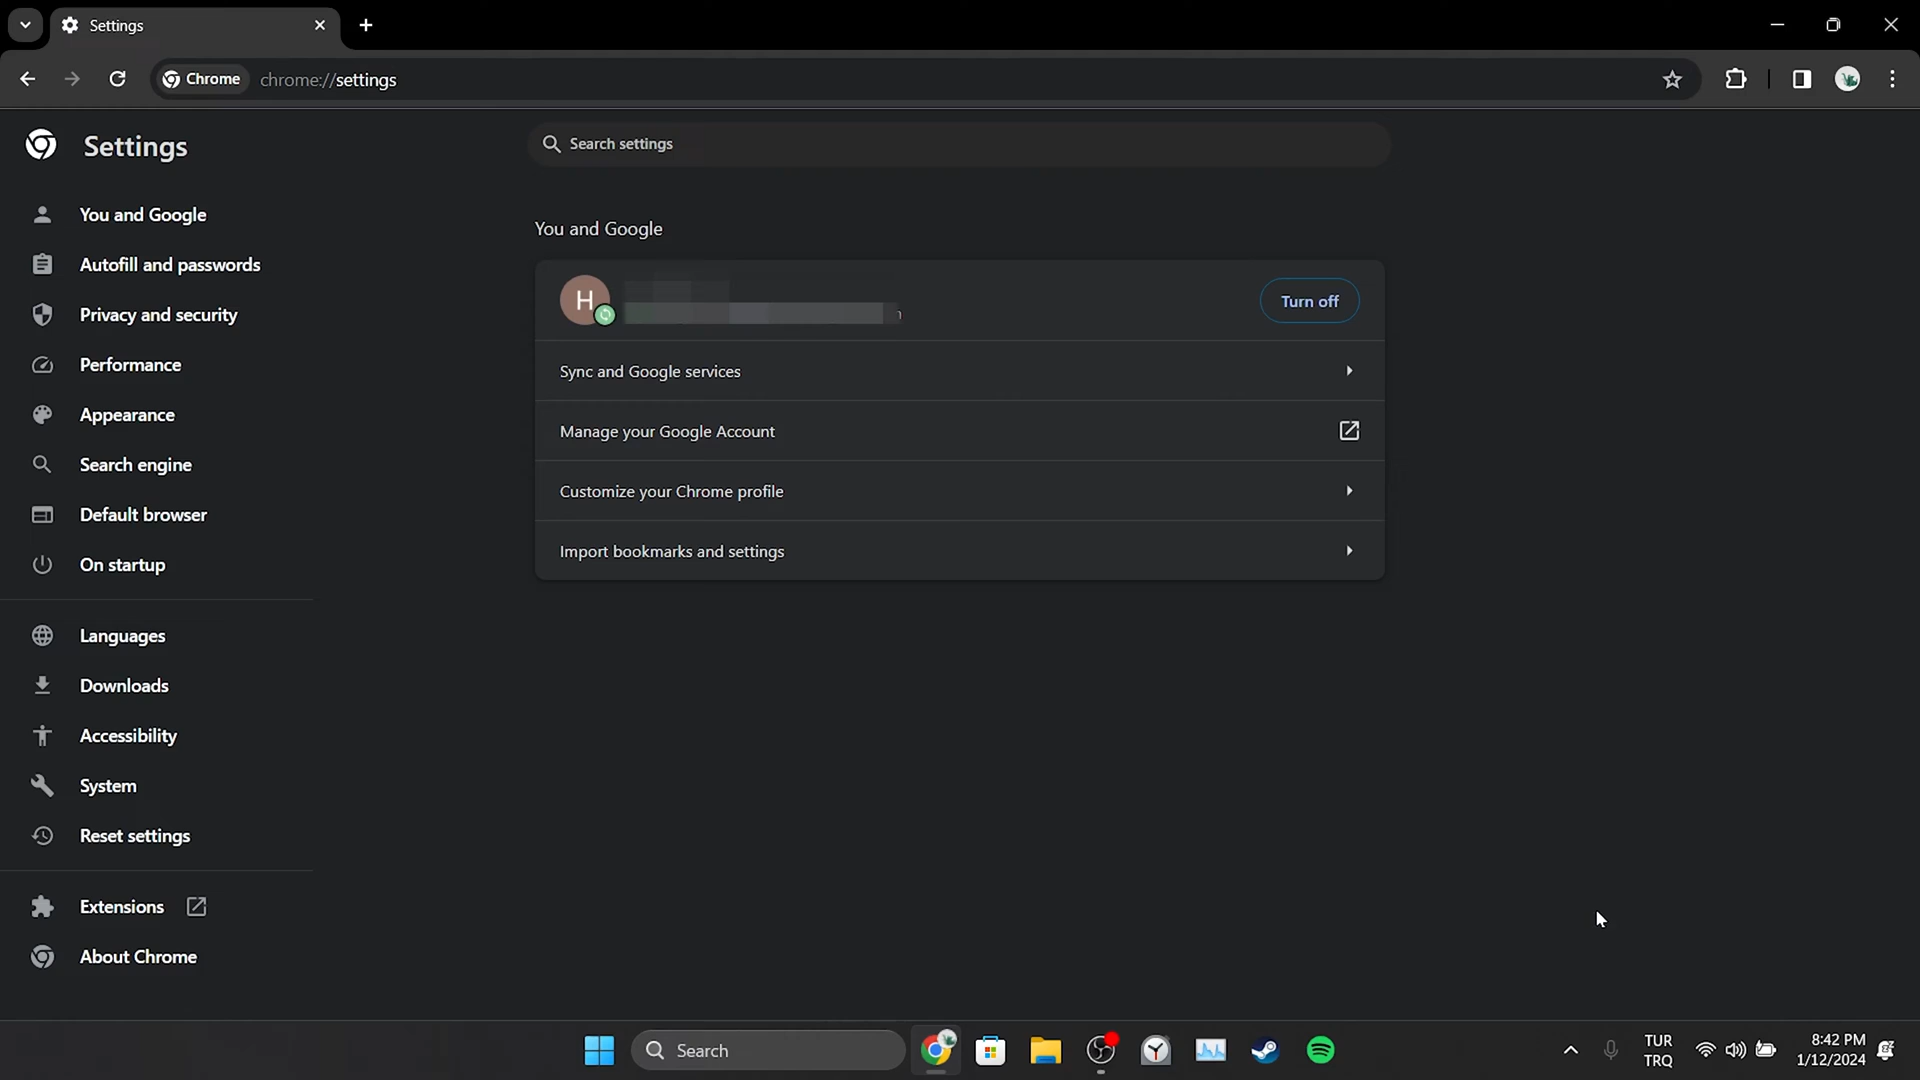 Settings
Chrome
chrome://settings
Settings
Search settings
You and Google
Autofill and passwords
Privacy and security
Performance
Appearance
Search engine
Default browser
On startup
Languages
Downloads
Accessibility
System
Reset settings
Extensions
About Chrome
You and Google
H
Turn off
Sync and Google services
Manage your Google Account
Customize your Chrome profile
Import bookmarks and settings
Search
TUR
TRQ
8:42 PM
1/12/2024